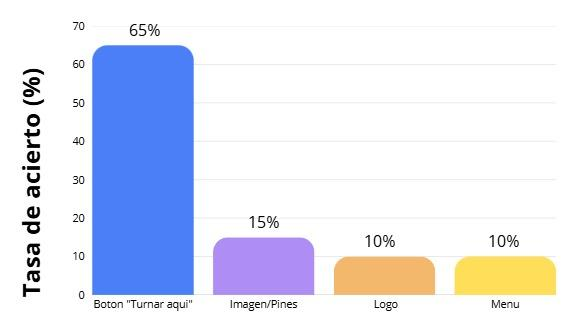 Tasa de acierto (%)
70
60
50
40
30
20
10
0
65%
15%
10%
10%
Boton "Turnar aqui"
Imagen/Pines
Logo
Menu